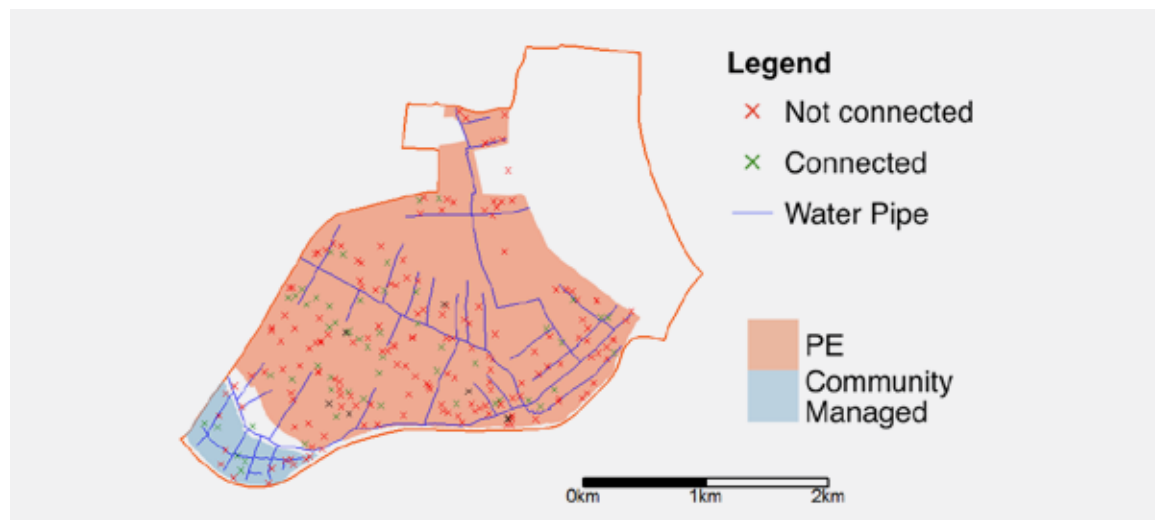 Legend
Not connected
Connected
Water Pipe
PE
Community
Managed
0km 1km 2km